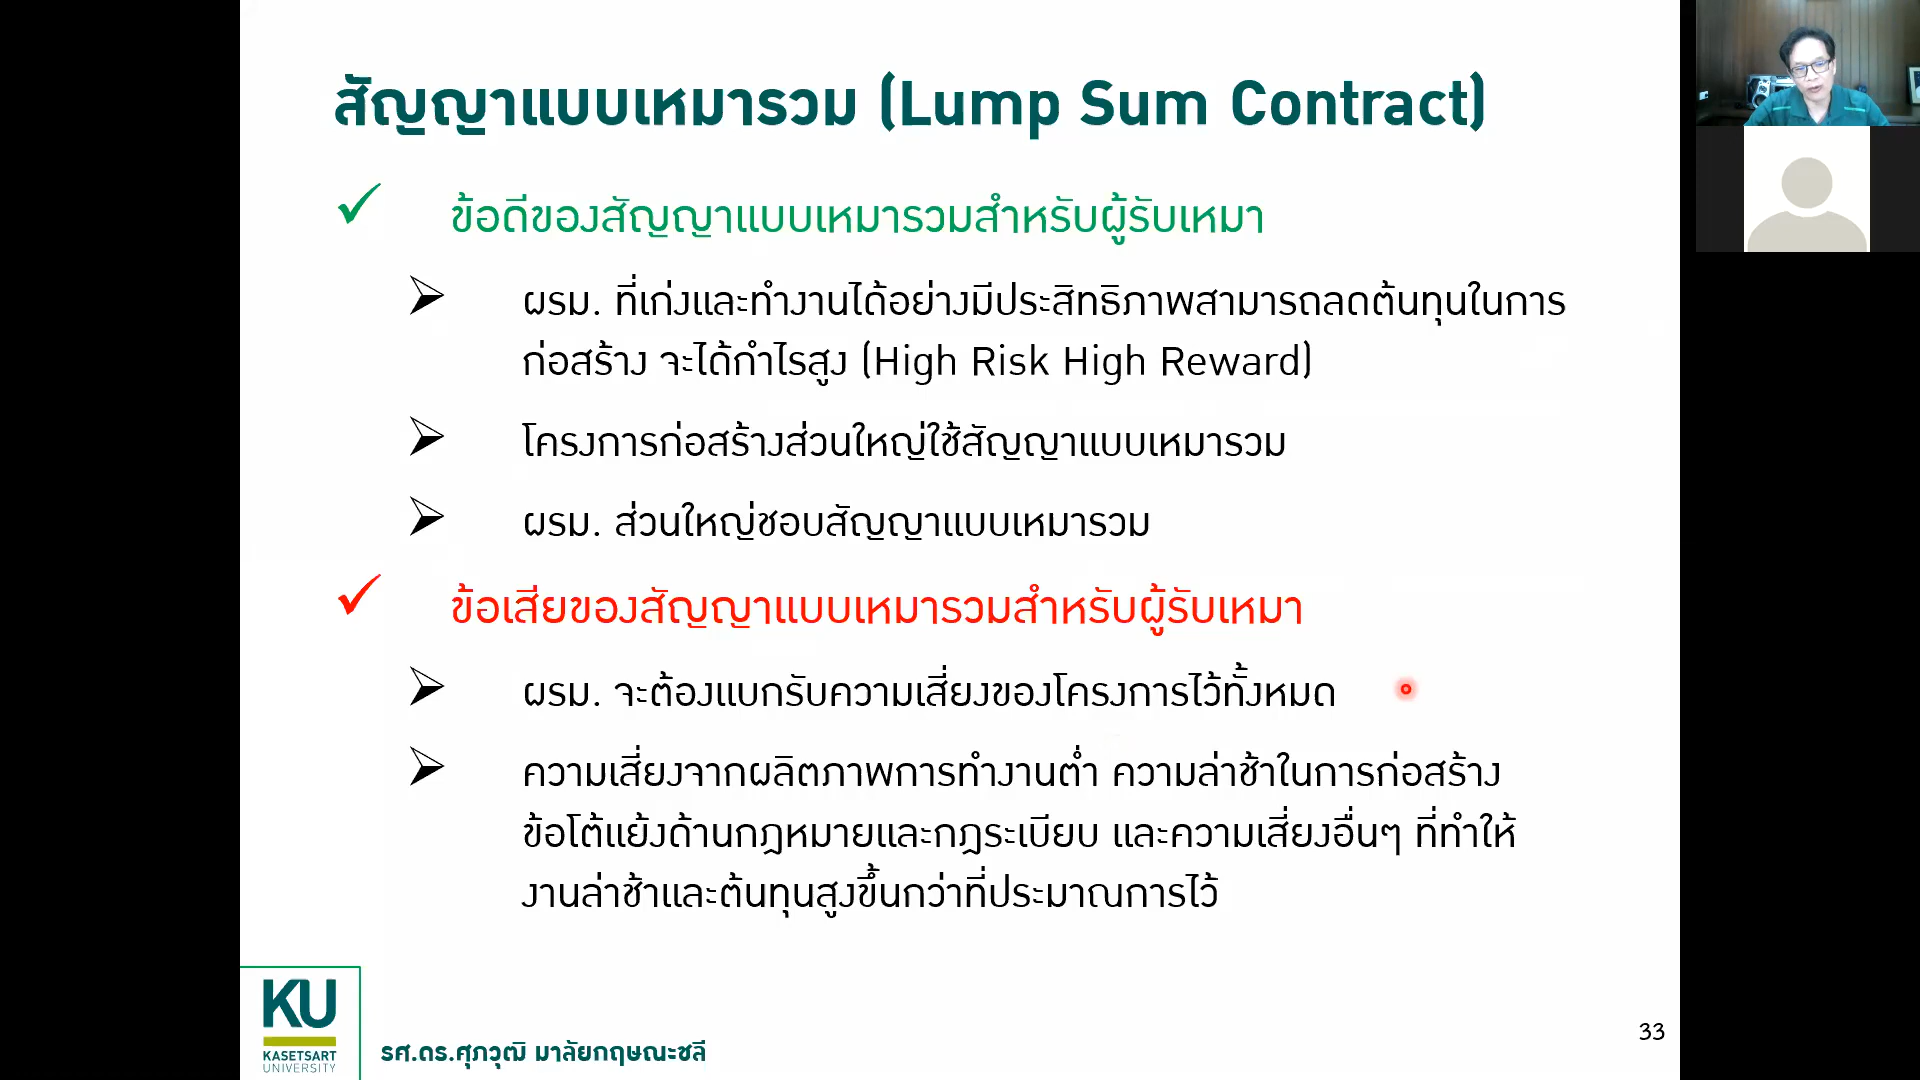 สัญญาแบบเหมารวม (Lump Sum Contract)
ข้อดีของสัญญาแบบเหมารวมสำหรับผู้รับเหมา
ผรม. ที่เก่งและทำงานได้อย่างมีประสิทธิภาพสามารถลดต้นทุนในการ
ก่อสร้าง จะได้กำไรสูง (High Risk High Reward)
โครงการก่อสร้างส่วนใหญ่ใช้สัญญาแบบเหมารวม
ผรม. ส่วนใหญ่ชอบสัญญาแบบเหมารวม
ข้อเสียของสัญญาแบบเหมารวมสำหรับผู้รับเหมา
ผรม. จะต้องแบกรับความเสี่ยงของโครงการไว้ทั้งหมด
ความเสี่ยงจากผลิตภาพการทำงานต่ำ ความล่าช้าในการก่อสร้าง
ข้อโต้แย้งด้านกฎหมายและกฎระเบียบ และความเสี่ยงอื่นๆ ที่ทำให้
งานล่าช้าและต้นทุนสูงขึ้นกว่าที่ประมาณการไว้
KU
KASETSART
UNIVERSITY
รศ.ดร.ศุภวุฒิ มาลัยกฤษณะชลี
33